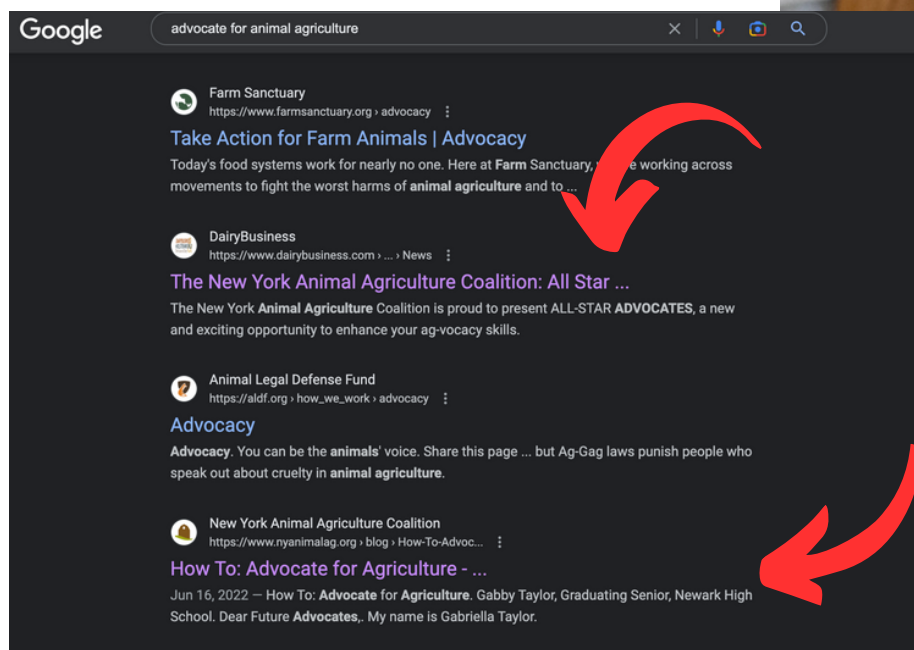 Google
advocate for animal agriculture
Farm Sanctuary
https://www.farmsanctuary.org › advocacy
Take Action for Farm Animals | Advocacy
Today's food systems work for nearly no one. Here at Farm Sanctuary, working across
movements to fight the worst harms of animal agriculture and to ...
DairyBusiness
https://www.dairybusiness.com › ... › News
The New York Animal Agriculture Coalition: All Star ...
The New York Animal Agriculture Coalition is proud to present ALL-STAR ADVOCATES, a new
and exciting opportunity to enhance your ag-vocacy skills.
Animal Legal Defense Fund
https://aldf.org › how_we_work › advocacy
Advocacy
Advocacy. You can be the animals' voice. Share this page ... but Ag-Gag laws punish people who
speak out about cruelty in animal agriculture.
New York Animal Agriculture Coalition
https://www.nyanimalag.org › blog › How-To-Advoc...
How To: Advocate for Agriculture - ...
Jun 16, 2022 — How To: Advocate for Agriculture. Gabby Taylor, Graduating Senior, Newark High
School. Dear Future Advocates,. My name is Gabriella Taylor.